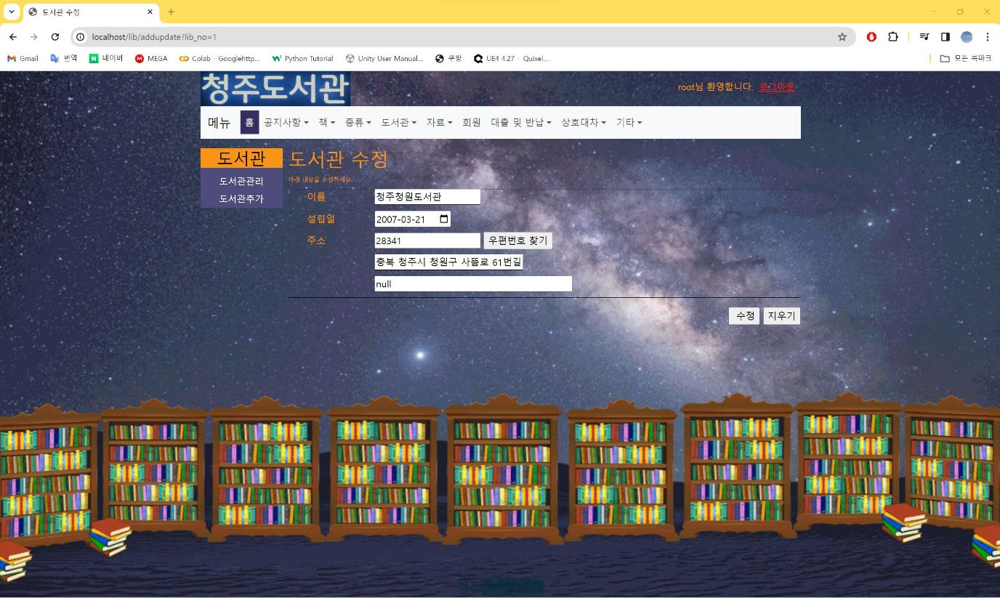 도서관 수정
localhost/lib/addupdate?lib_no=1
Gmail 번역 네이버 MEGA Colab - Googlehttp... Python Tutorial Unity User Manual... 쿠팡 UE4 4.27 – Quixel... 모든 북마크
청주도서관
root님 환영합니다. 로그아웃
메뉴 홈 공지사항 책 종류 도서관 자료 회원 대출 및 반납 상호대차 기타
도서관
도서관관리
도서관추가
도서관 수정
아래 내용을 수정하세요.
이름 청주청원도서관
설립일 2007-03-21
주소 28341 우편번호 찾기
충북 청주시 청원구 사뜸로 61번길
null
수정 지우기